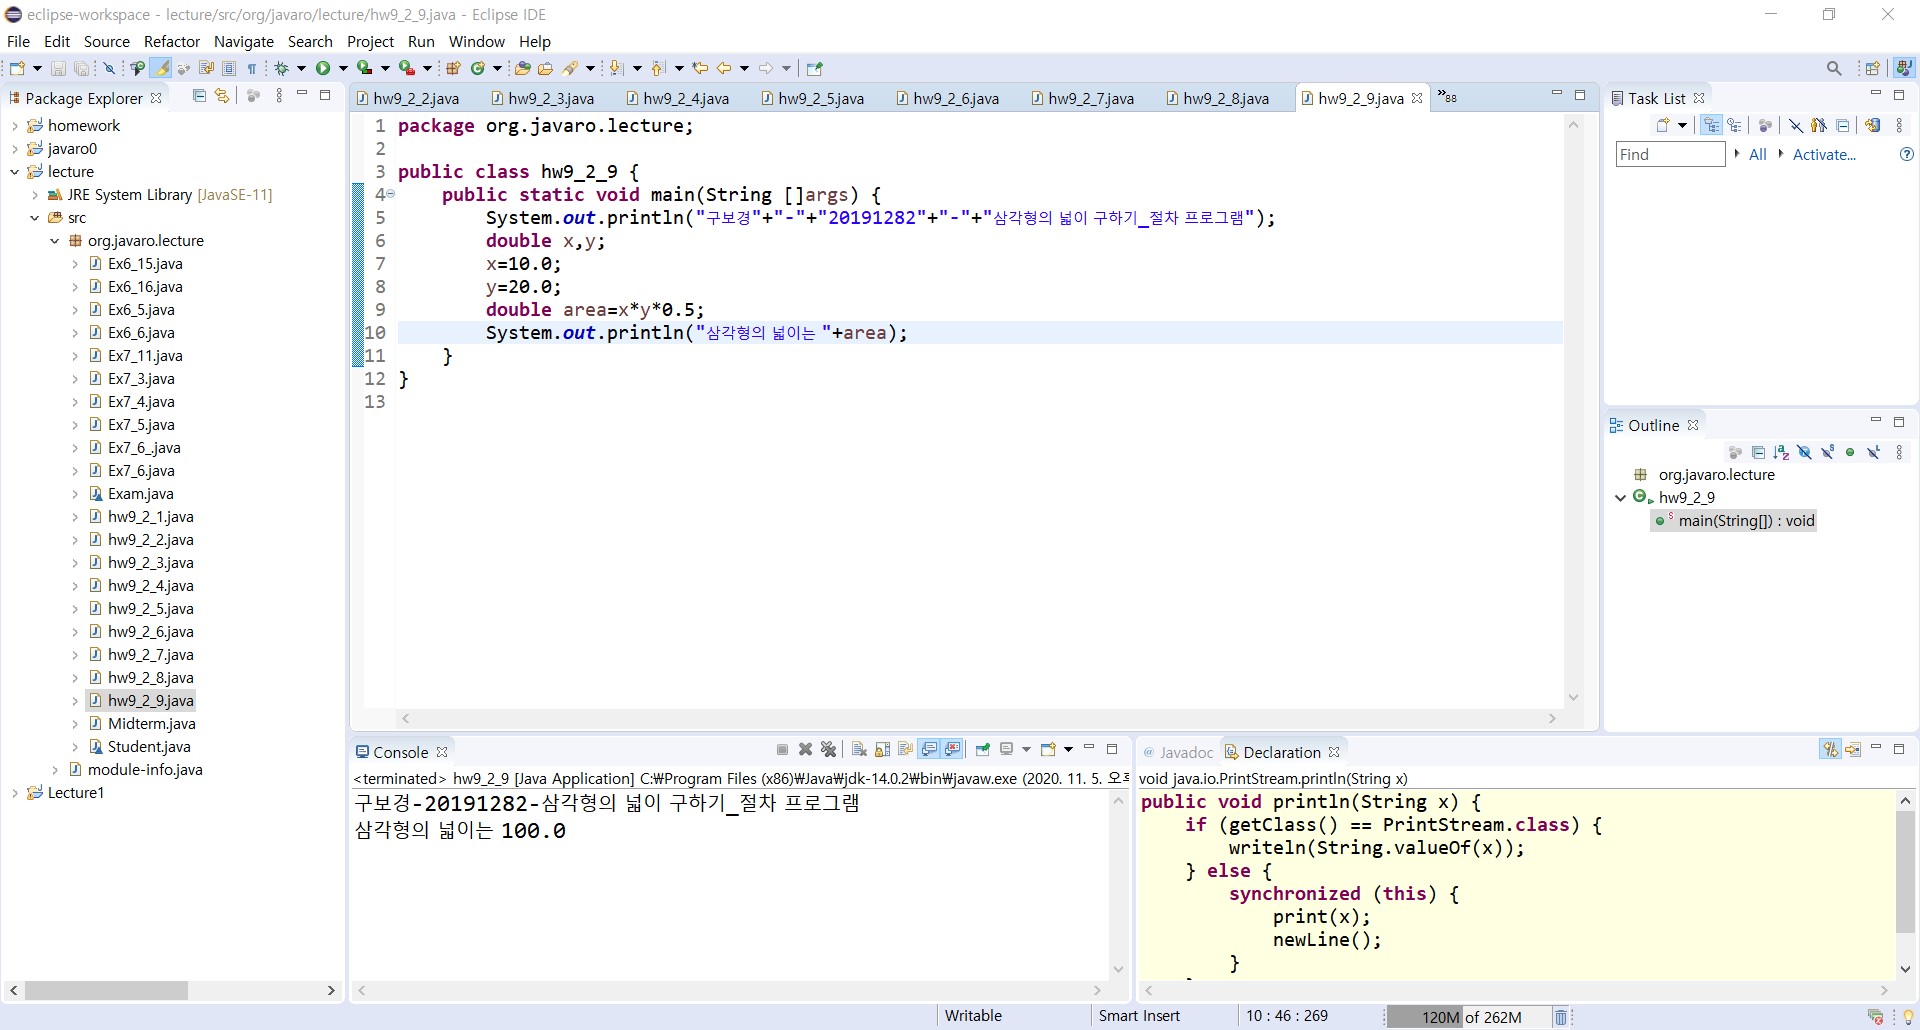 eclipse-workspace - lecture/src/org/javaro/lecture/hw9_2_9.java - Eclipse IDE
File Edit Source Refactor Navigate Search Project Run Window Help
Package Explorer
homework
javaro0
lecture
JRE System Library [JavaSE-11]
src
org.javaro.lecture
Ex6_15.java
Ex6_16.java
Ex6_5.java
Ex6_6.java
Ex7_11.java
Ex7_3.java
Ex7_4.java
Ex7_5.java
Ex7_6_.java
Ex7_6.java
Exam.java
hw9_2_1.java
hw9_2_2.java
hw9_2_3.java
hw9_2_4.java
hw9_2_5.java
hw9_2_6.java
hw9_2_7.java
hw9_2_8.java
hw9_2_9.java
Midterm.java
Student.java
module-info.java
Lecture1
hw9_2_2.java hw9_2_3.java hw9_2_4.java hw9_2_5.java hw9_2_6.java hw9_2_7.java hw9_2_8.java hw9_2_9.java »88
1 package org.javaro.lecture;
2
3 public class hw9_2_9 {
4 public static void main(String []args) {
5 System.out.println("구보경"+"-"+"20191282"+"-"+"삼각형의 넓이 구하기_절차 프로그램");
6 double x,y;
7 x=10.0;
8 y=20.0;
9 double area=x*y*0.5;
10 System.out.println("삼각형의 넓이는 "+area);
11 }
12 }
13
Task List
Find All Activate...
Outline
org.javaro.lecture
hw9_2_9
main(String[]) : void
Console
<terminated> hw9_2_9 [Java Application] C:₩Program Files (x86)₩Java₩jdk-14.0.2₩bin₩javaw.exe (2020. 11. 5. 오
구보경-20191282-삼각형의 넓이 구하기_절차 프로그램
삼각형의 넓이는 100.0
Javadoc Declaration
void java.io.PrintStream.println(String x)
public void println(String x) {
if (getClass() == PrintStream.class) {
writeln(String.valueOf(x));
} else {
synchronized (this) {
print(x);
newLine();
}
Writable Smart Insert 10 : 46 : 269 120M of 262M